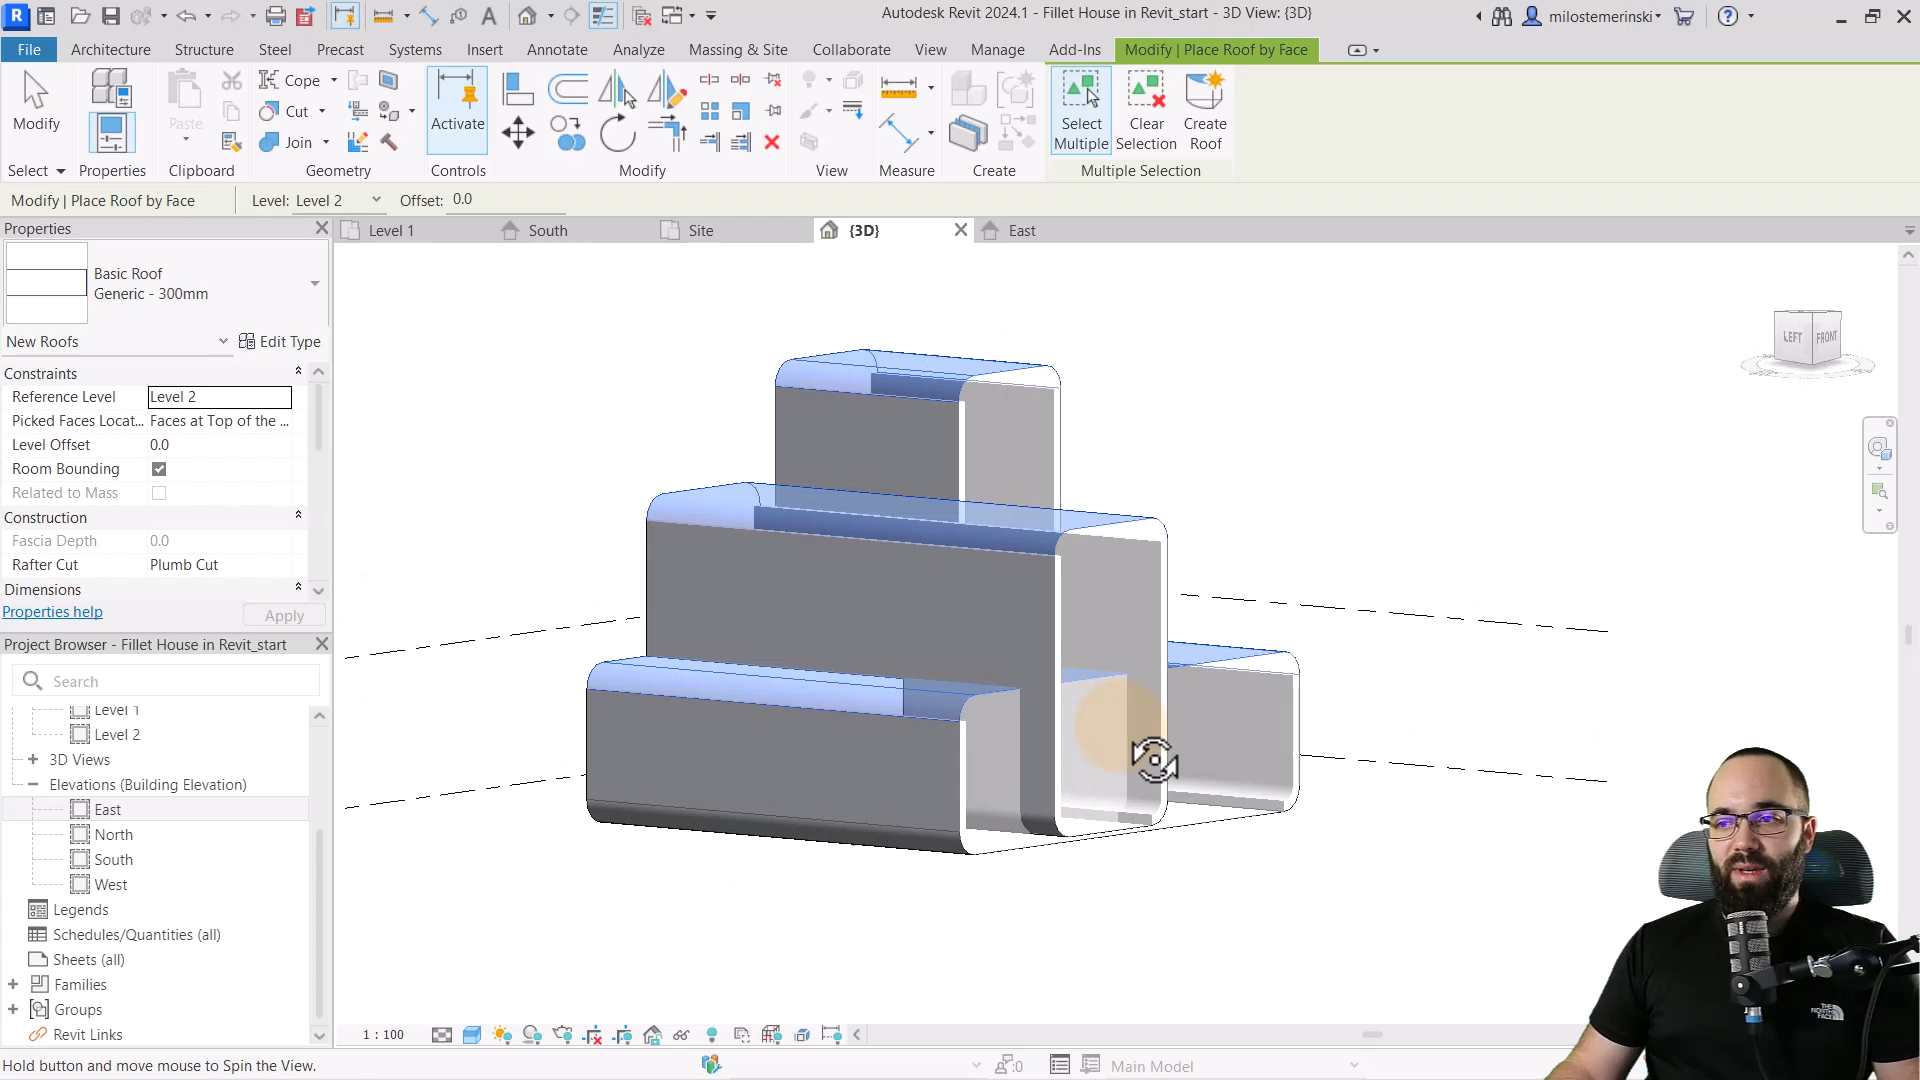 R
Autodesk Revit 2024.1 - Fillet House in Revit_start - 3D View: {3D}
milostemerinski
File
Architecture
Structure
Steel
Precast
Systems
Insert
Annotate
Analyze
Massing & Site
Collaborate
View
Manage
Add-Ins
Modify | Place Roof by Face
Modify
Paste
Cope
Cut
Join
Activate
Select Multiple
Clear Selection
Create Roof
Select
Properties
Clipboard
Geometry
Controls
Modify
View
Measure
Create
Multiple Selection
Modify | Place Roof by Face
Level: Level 2
Offset: 0.0
Properties
Level 1
South
Site
{3D}
East
Basic Roof
Generic - 300mm
New Roofs
Edit Type
Constraints
Reference Level Level 2
Picked Faces Locat... Faces at Top of the ...
Level Offset 0.0
Room Bounding
Related to Mass
Construction
Fascia Depth 0.0
Rafter Cut Plumb Cut
Dimensions
Properties help
Apply
Project Browser - Fillet House in Revit_start
Search
Level 1
Level 2
3D Views
Elevations (Building Elevation)
East
North
South
West
Legends
Schedules/Quantities (all)
Sheets (all)
Families
Groups
Revit Links
LEFT
FRONT
1 : 100
Hold button and move mouse to Spin the View.
:0
Main Model
THE
NORTH
FACE